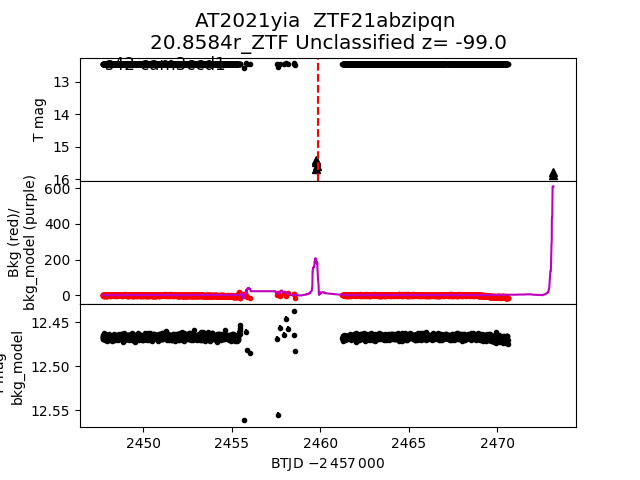 AT2021yia ZTF21abzipqn
20.8584r_ZTF Unclassified z= -99.0
s42 cam3ccd1
13
14
15
16
T mag
600
400
200
0
Bkg (red)/
bkg_model (purple)
12.45
12.50
12.55
bkg_model
2450
2455
2460
2465
2470
BTJD −2 457 000